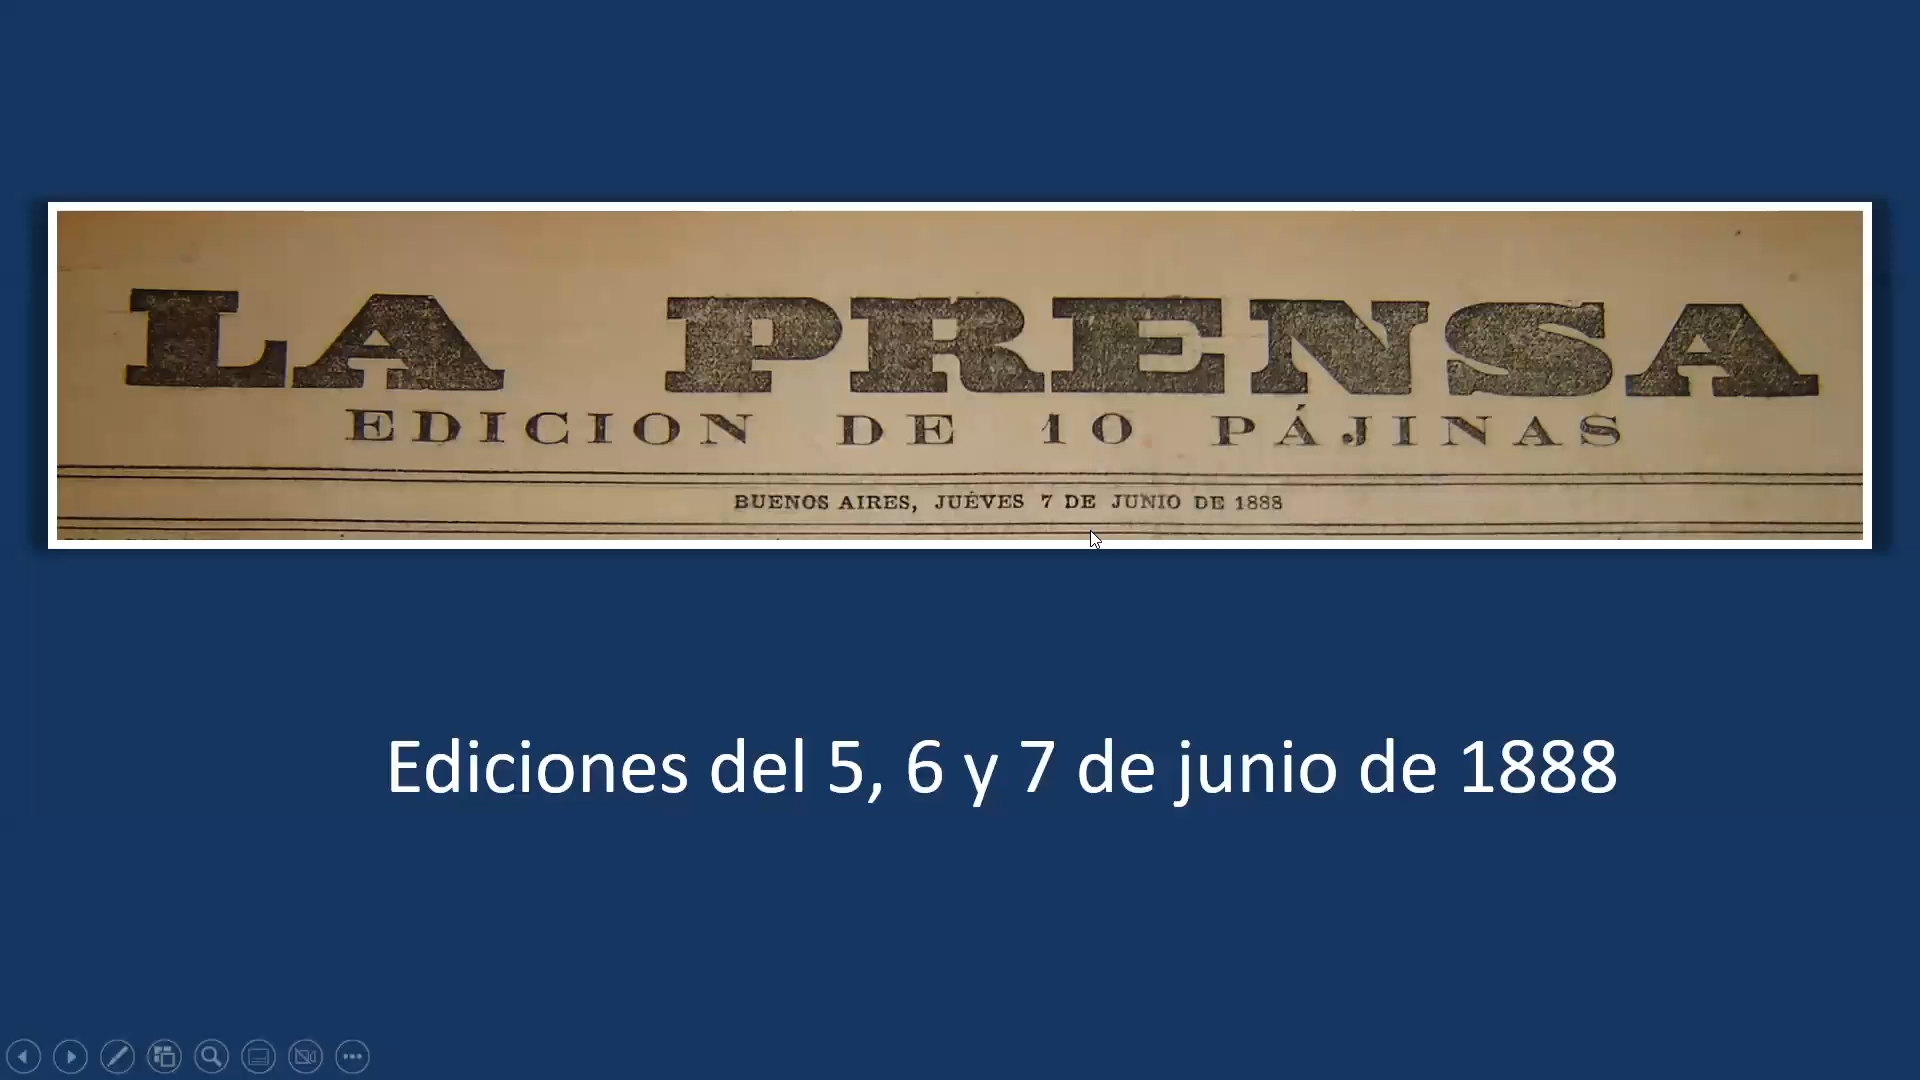 LA PRENSA
EDICION DE 10 PÁJINAS
BUENOS AIRES, JUÉVES 7 DE JUNIO DE 1888
Ediciones del 5, 6 y 7 de junio de 1888